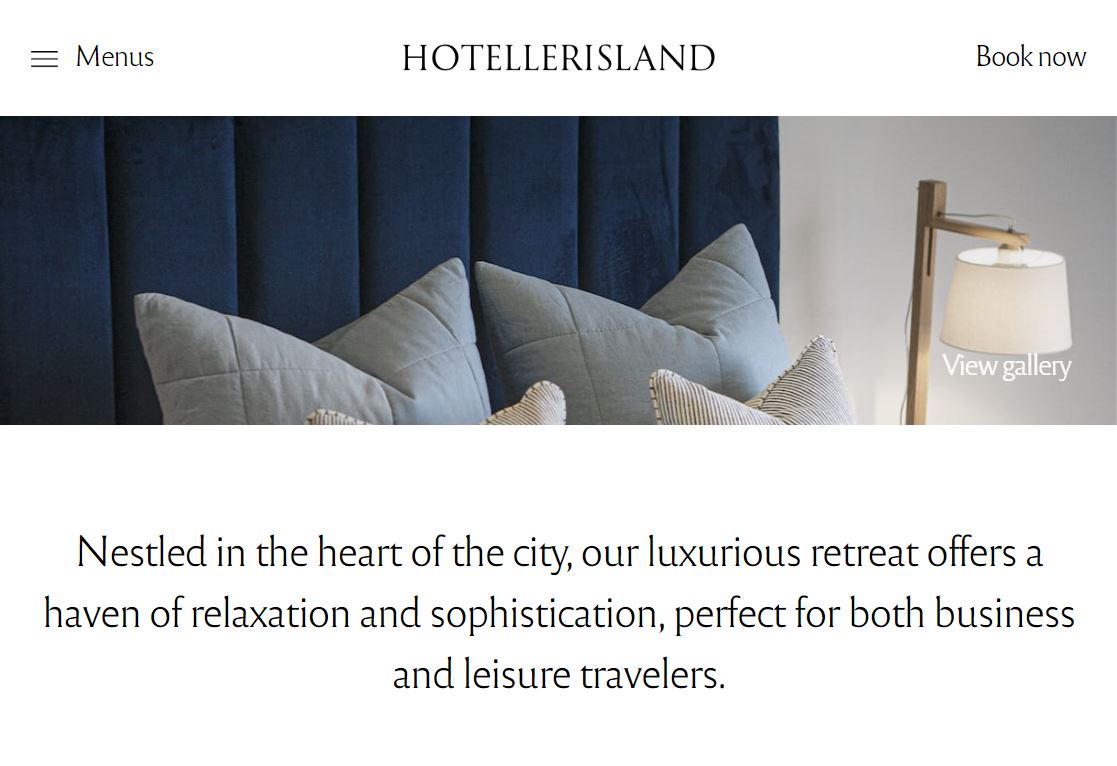 Menus
HOTELLERISLAND
Book now
View gallery
Nestled in the heart of the city, our luxurious retreat offers a
haven of relaxation and sophistication, perfect for both business
and leisure travelers.